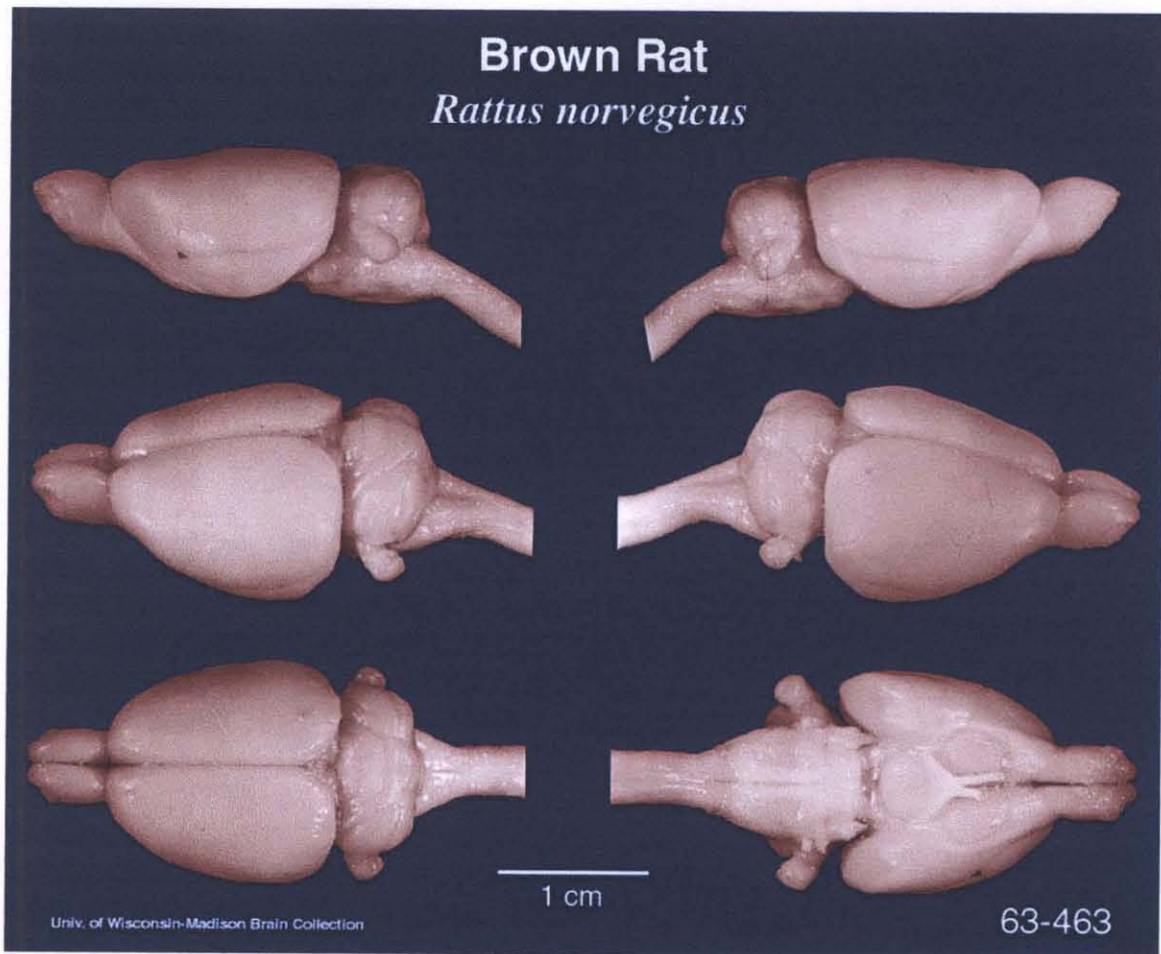 Brown Rat
Rattus norvegicus
1 cm
Univ. of Wisconsin-Madison Brain Collection
63-463